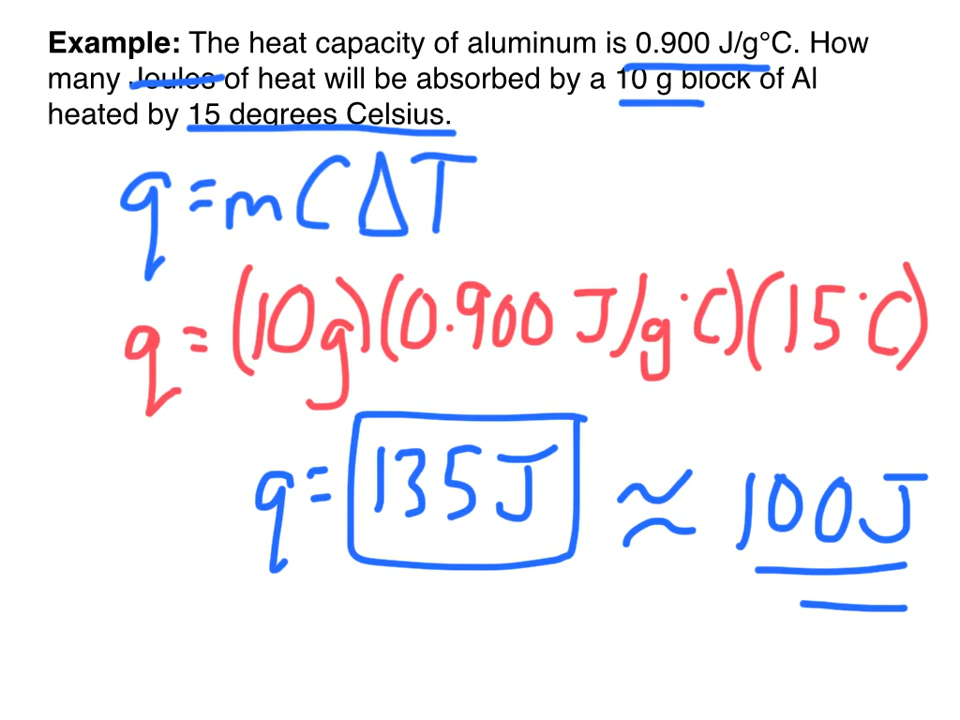 Example: The heat capacity of aluminum is 0.900 J/g°C. How
many Joules of heat will be absorbed by a 10 g block of Al
heated by 15 degrees Celsius.
q = mCΔT
q = (10g)(0.900 J/g°C)(15°C)
q = 135J ≈ 100J